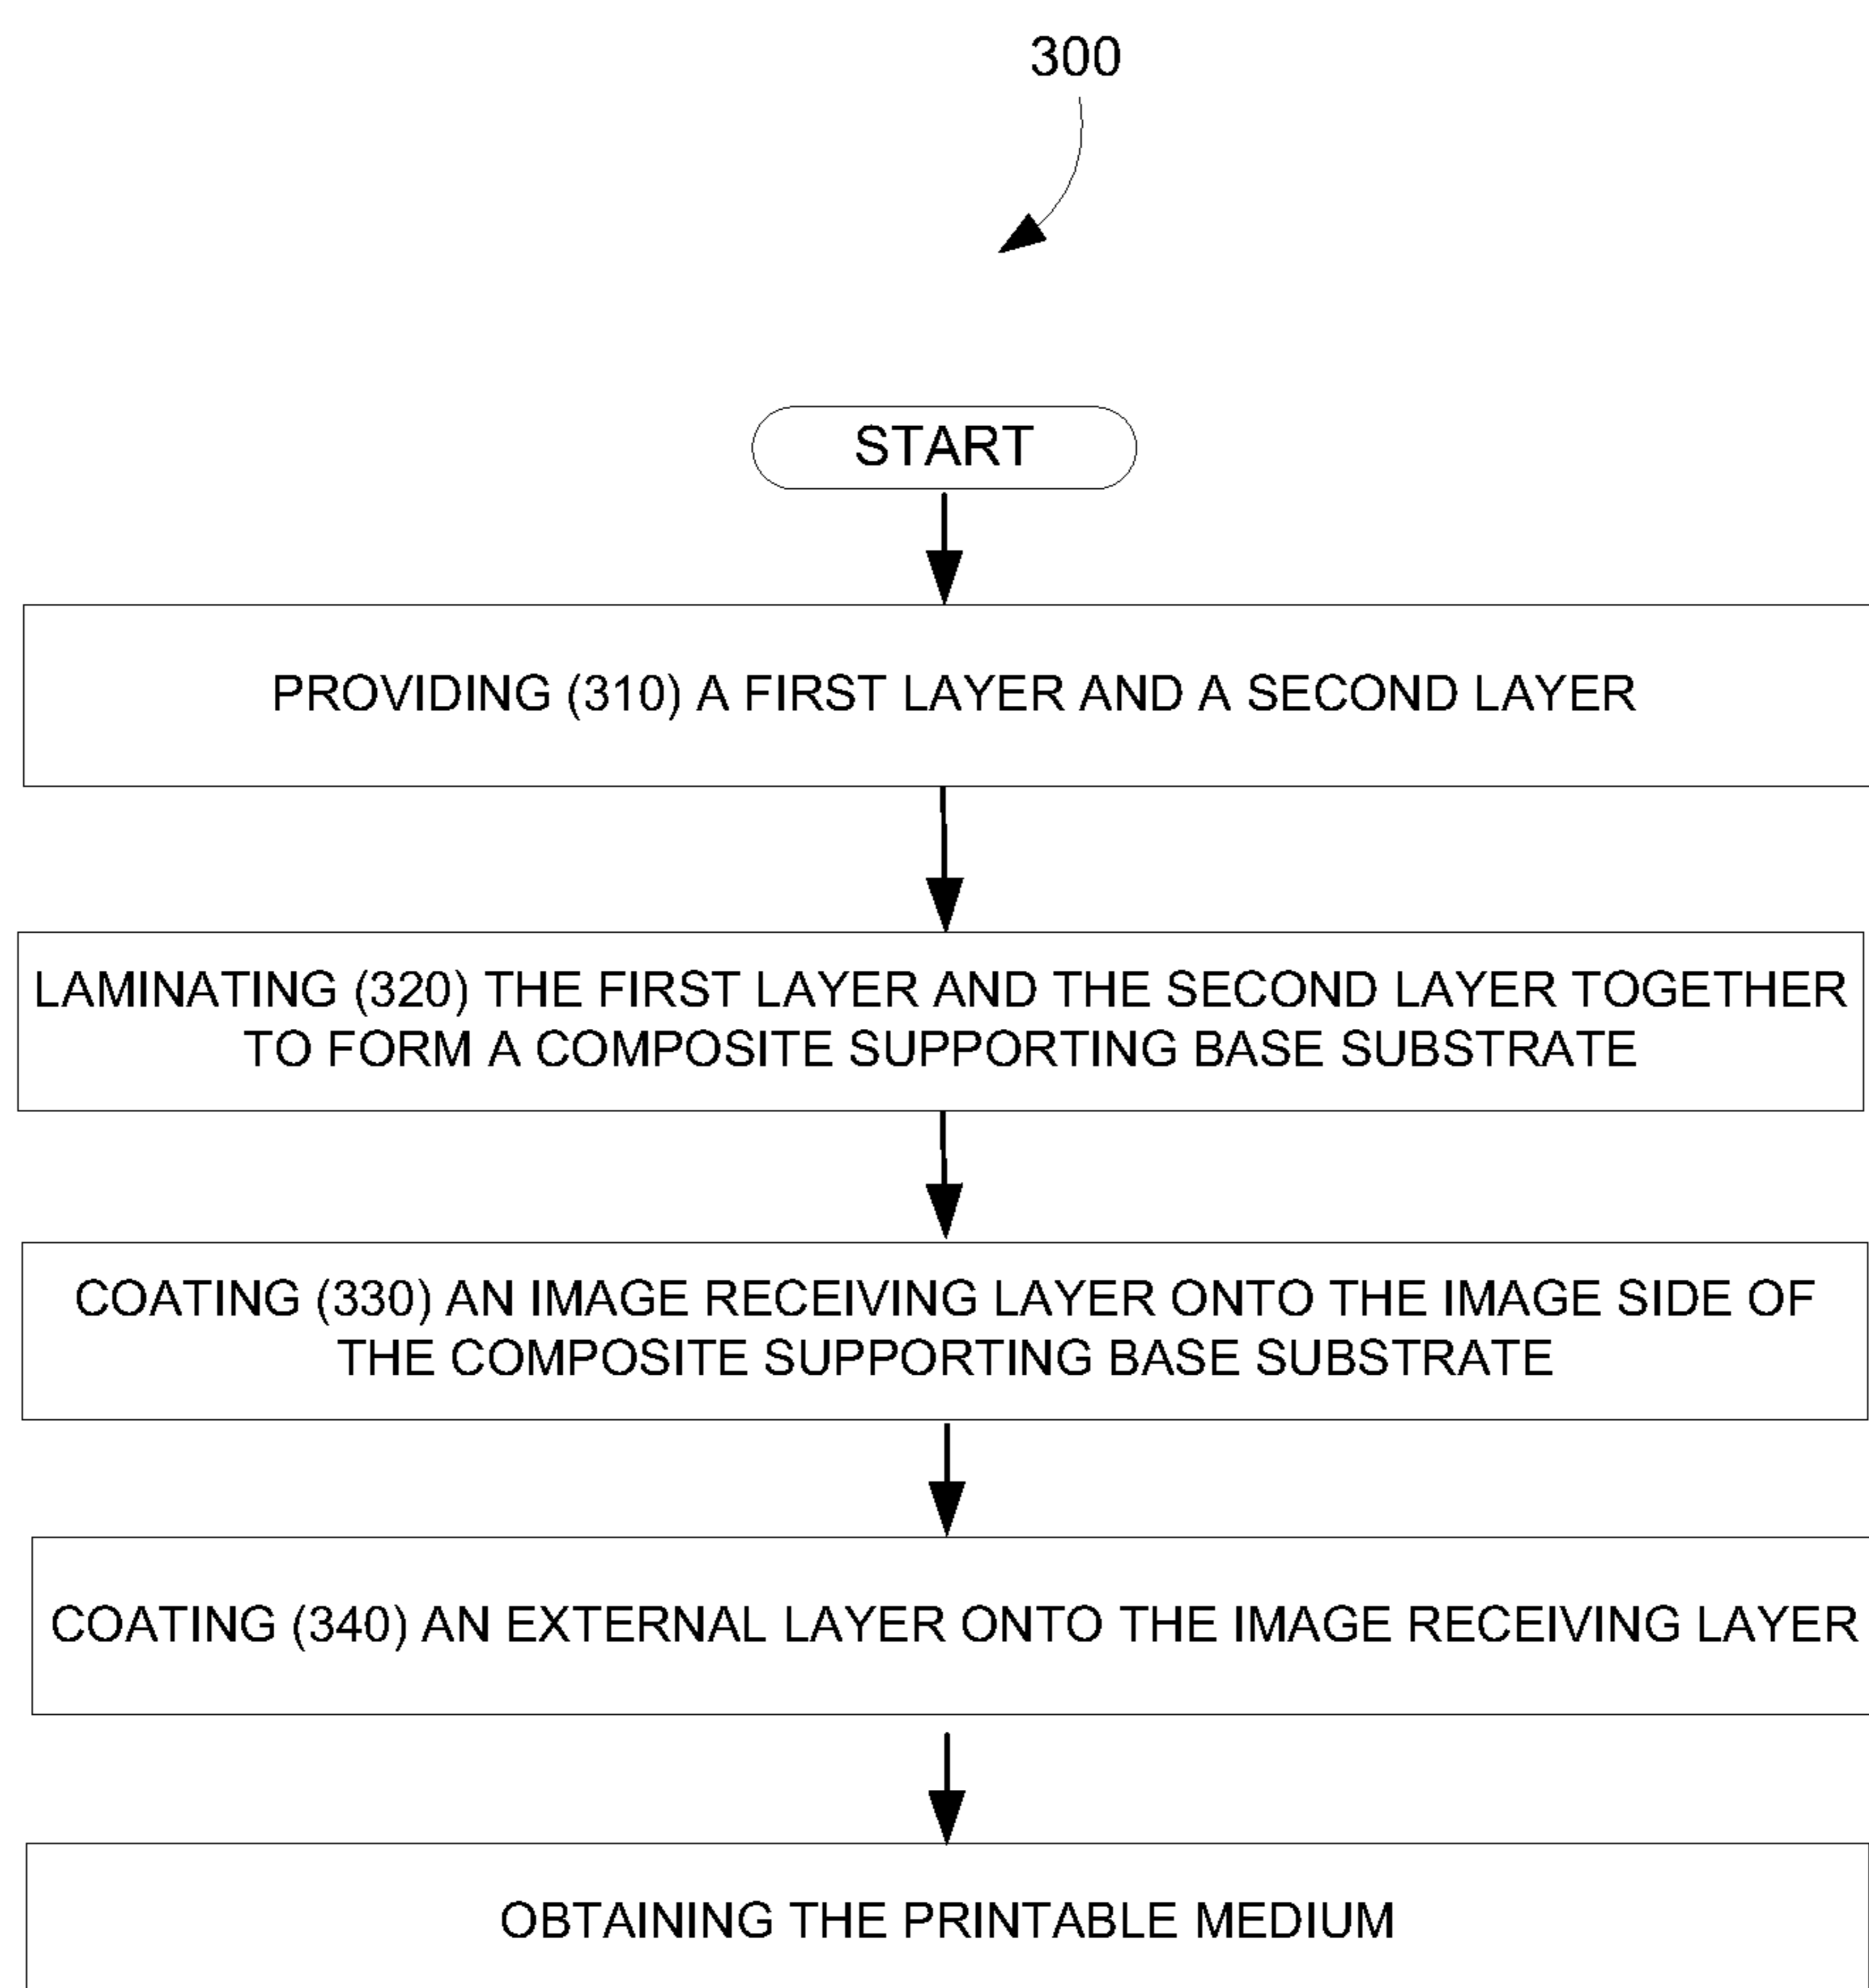 300
START
PROVIDING (310) A FIRST LAYER AND A SECOND LAYER
LAMINATING (320) THE FIRST LAYER AND THE SECOND LAYER TOGETHER
TO FORM A COMPOSITE SUPPORTING BASE SUBSTRATE
COATING (330) AN IMAGE RECEIVING LAYER ONTO THE IMAGE SIDE OF
THE COMPOSITE SUPPORTING BASE SUBSTRATE
COATING (340) AN EXTERNAL LAYER ONTO THE IMAGE RECEIVING LAYER
OBTAINING THE PRINTABLE MEDIUM